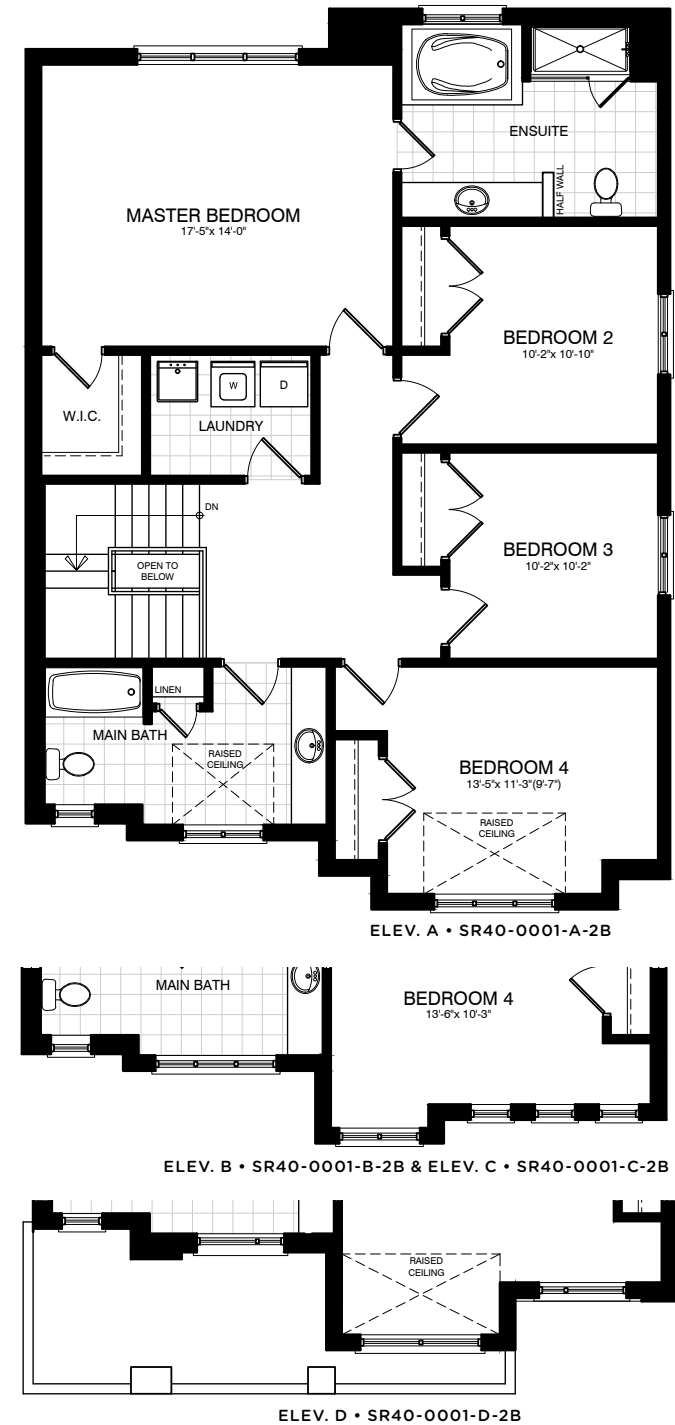 ENSUITE
HALF WALL
MASTER BEDROOM
17'-5"x 14'-0"
BEDROOM 2
10'-2"x 10'-10"
W.I.C.
W
D
LAUNDRY
DN
OPEN TO
BELOW
BEDROOM 3
10'-2"x 10'-2"
LINEN
MAIN BATH
RAISED
CEILING
BEDROOM 4
13'-5"x 11'-3"(9'-7")
RAISED
CEILING
ELEV. A • SR40-0001-A-2B
MAIN BATH
BEDROOM 4
13'-6"x 10'-3"
ELEV. B • SR40-0001-B-2B & ELEV. C • SR40-0001-C-2B
RAISED
CEILING
ELEV. D • SR40-0001-D-2B